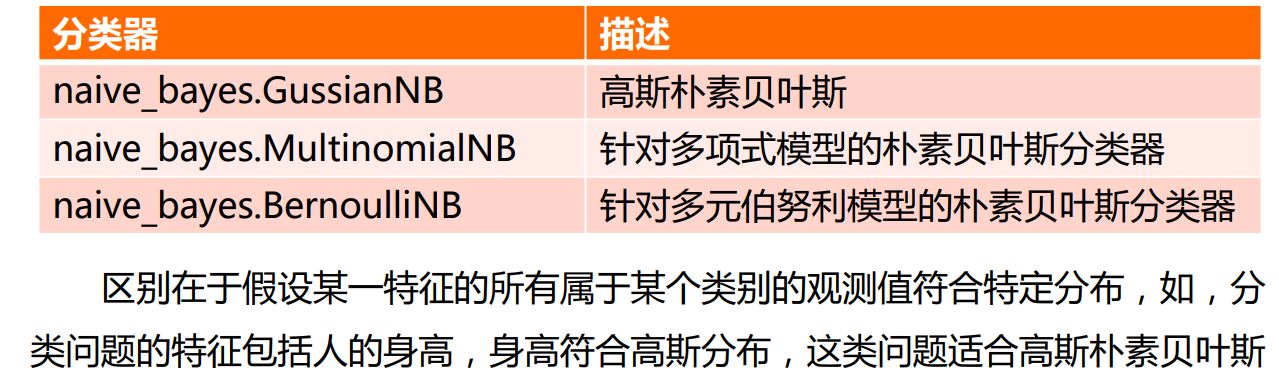 分类器 描述
naive_bayes.GussianNB 高斯朴素贝叶斯
naive_bayes.MultinomialNB 针对多项式模型的朴素贝叶斯分类器
naive_bayes.BernoulliNB 针对多元伯努利模型的朴素贝叶斯分类器
区别在于假设某一特征的所有属于某个类别的观测值符合特定分布，如，分
类问题的特征包括人的身高，身高符合高斯分布，这类问题适合高斯朴素贝叶斯